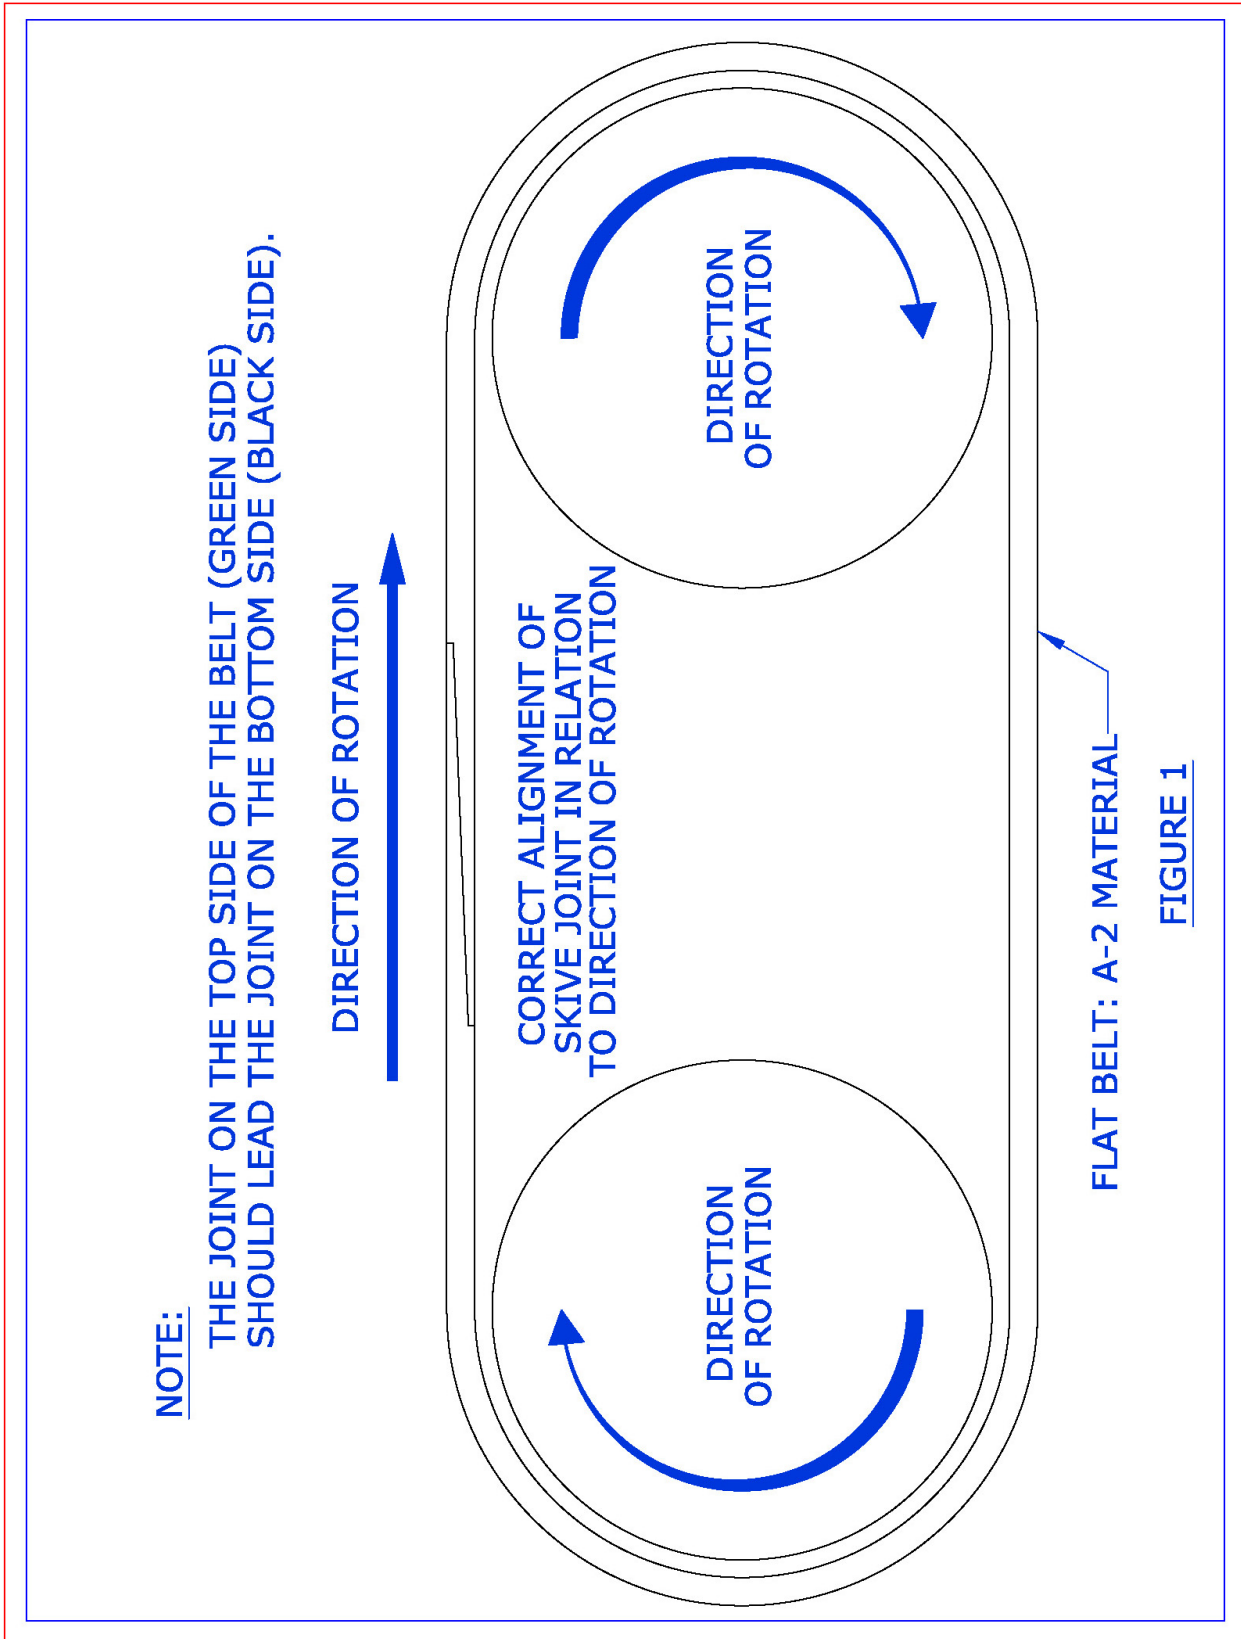 NOTE:
THE JOINT ON THE TOP SIDE OF THE BELT (GREEN SIDE)
SHOULD LEAD THE JOINT ON THE BOTTOM SIDE (BLACK SIDE).
DIRECTION OF ROTATION
CORRECT ALIGNMENT OF
SKIVE JOINT IN RELATION
TO DIRECTION OF ROTATION
DIRECTION
OF ROTATION
DIRECTION
OF ROTATION
FLAT BELT: A-2 MATERIAL
FIGURE 1